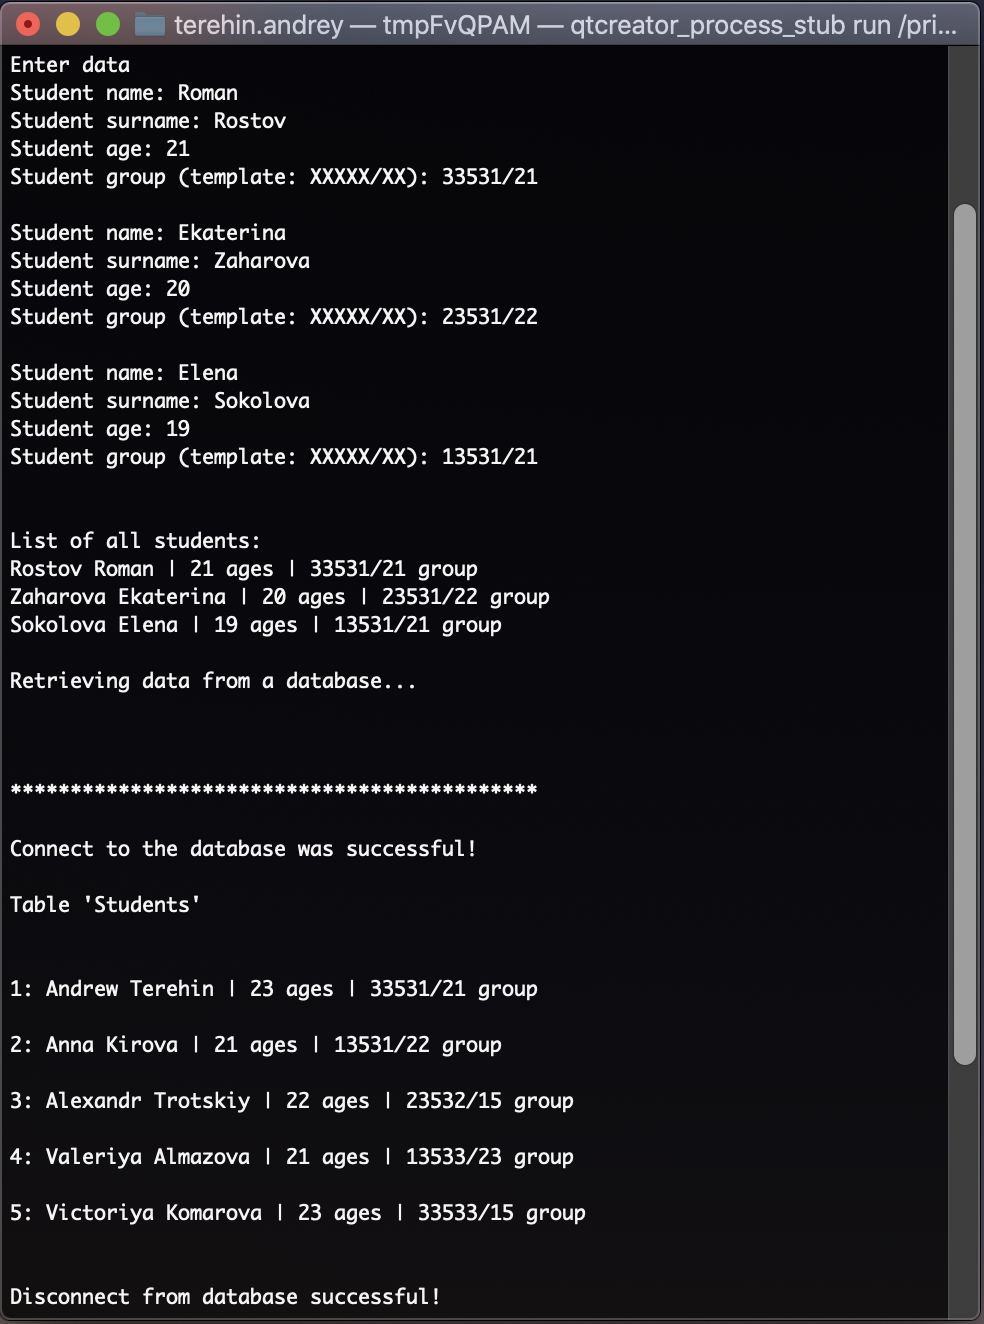 terehin.andrey — tmpFvQPAM — qtcreator_process_stub run /pri...
Enter data
Student name: Roman
Student surname: Rostov
Student age: 21
Student group (template: XXXXX/XX): 33531/21
Student name: Ekaterina
Student surname: Zaharova
Student age: 20
Student group (template: XXXXX/XX): 23531/22
Student name: Elena
Student surname: Sokolova
Student age: 19
Student group (template: XXXXX/XX): 13531/21
List of all students:
Rostov Roman | 21 ages | 33531/21 group
Zaharova Ekaterina | 20 ages | 23531/22 group
Sokolova Elena | 19 ages | 13531/21 group
Retrieving data from a database...
********************************************
Connect to the database was successful!
Table 'Students'
1: Andrew Terehin | 23 ages | 33531/21 group
2: Anna Kirova | 21 ages | 13531/22 group
3: Alexandr Trotskiy | 22 ages | 23532/15 group
4: Valeriya Almazova | 21 ages | 13533/23 group
5: Victoriya Komarova | 23 ages | 33533/15 group
Disconnect from database successful!